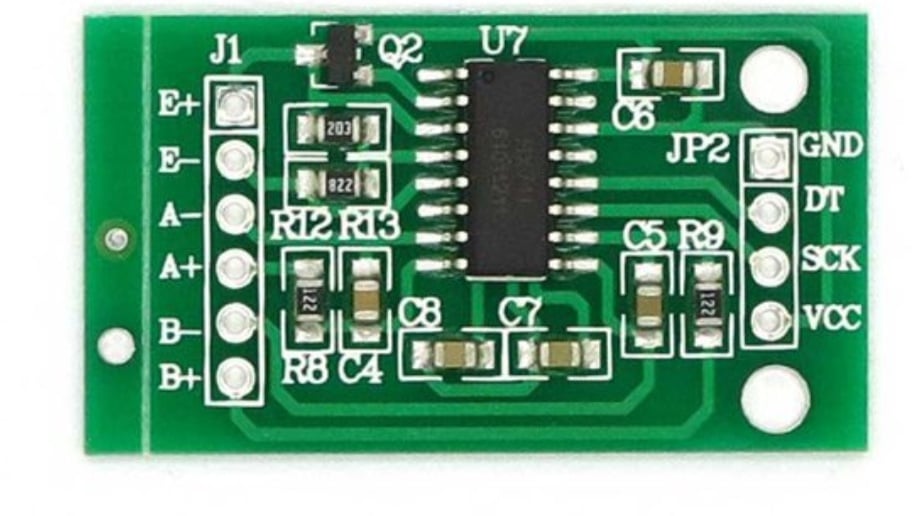 J1
Q2
U7
E+
E-
A-
A+
B-
B+
203
822
R12 R13
122
R8 C4
C8
C7
C6
C5 R9
122
JP2
GND
DT
SCK
VCC